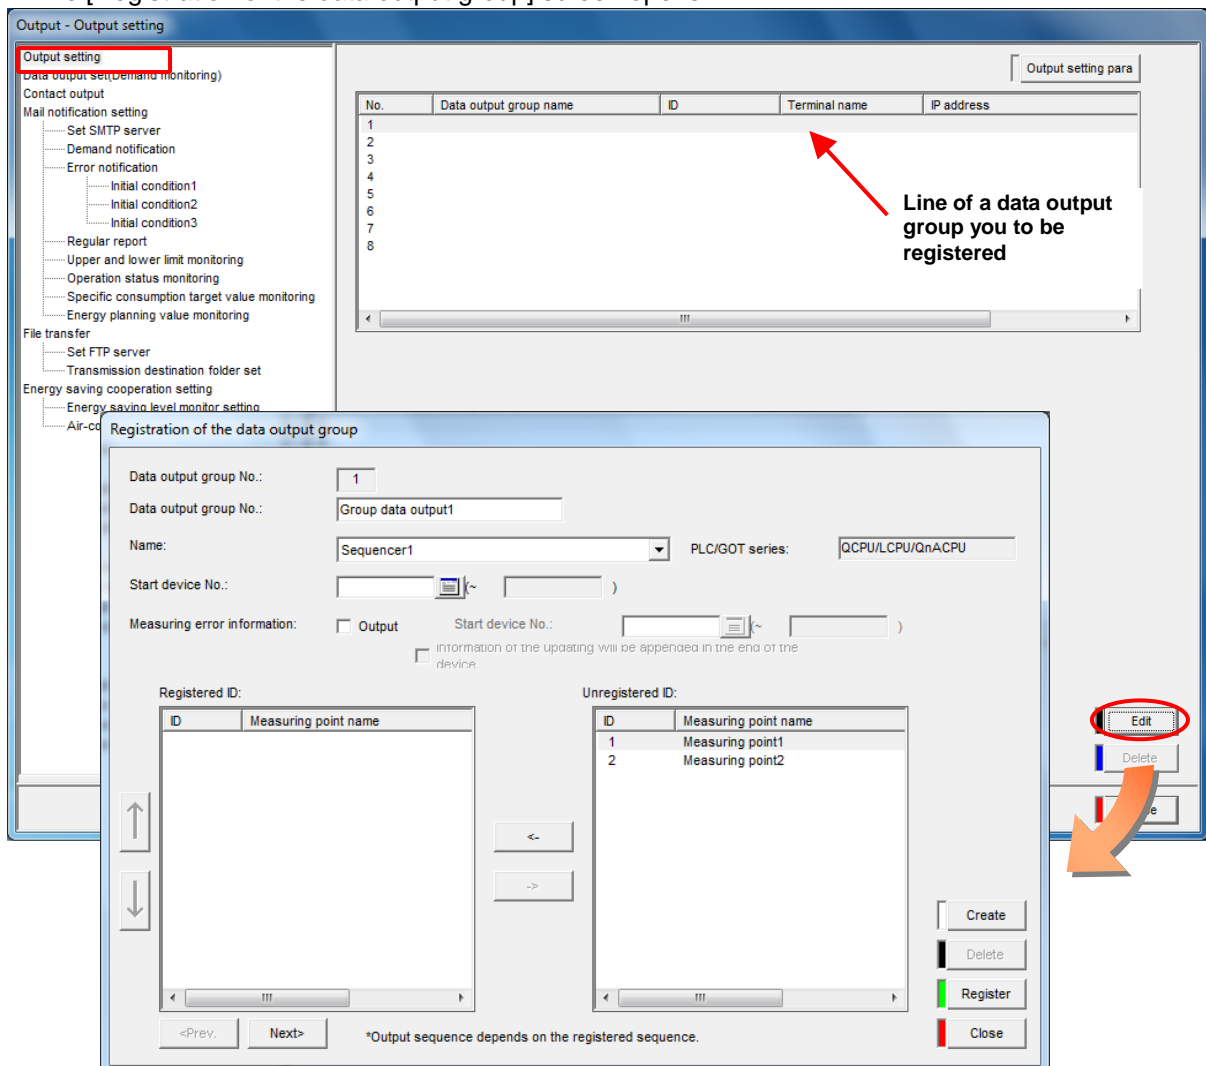 Output - Output setting
Output setting
Data output set(Demand monitoring)
Contact output
Mail notification setting
Set SMTP server
Demand notification
Error notification
Initial condition1
Initial condition2
Initial condition3
Regular report
Upper and lower limit monitoring
Operation status monitoring
Specific consumption target value monitoring
Energy planning value monitoring
File transfer
Set FTP server
Transmission destination folder set
Energy saving cooperation setting
Energy saving level monitor setting
Air-co
Output setting para
No. Data output group name ID Terminal name IP address
1
2
3
4
5
6
7
8
Line of a data output
group you to be
registered
Edit
Delete
Registration of the data output group
Data output group No.: 1
Data output group No.: Group data output1
Name: Sequencer1 PLC/GOT series: QCPU/LCPU/QnACPU
Start device No.: (~ )
Measuring error information: Output Start device No.: (~ )
Information of the updating will be appended in the end of the
device
Registered ID:
ID Measuring point name
Unregistered ID:
ID Measuring point name
1 Measuring point1
2 Measuring point2
<-
->
Create
Delete
Register
Close
<Prev. Next> *Output sequence depends on the registered sequence.